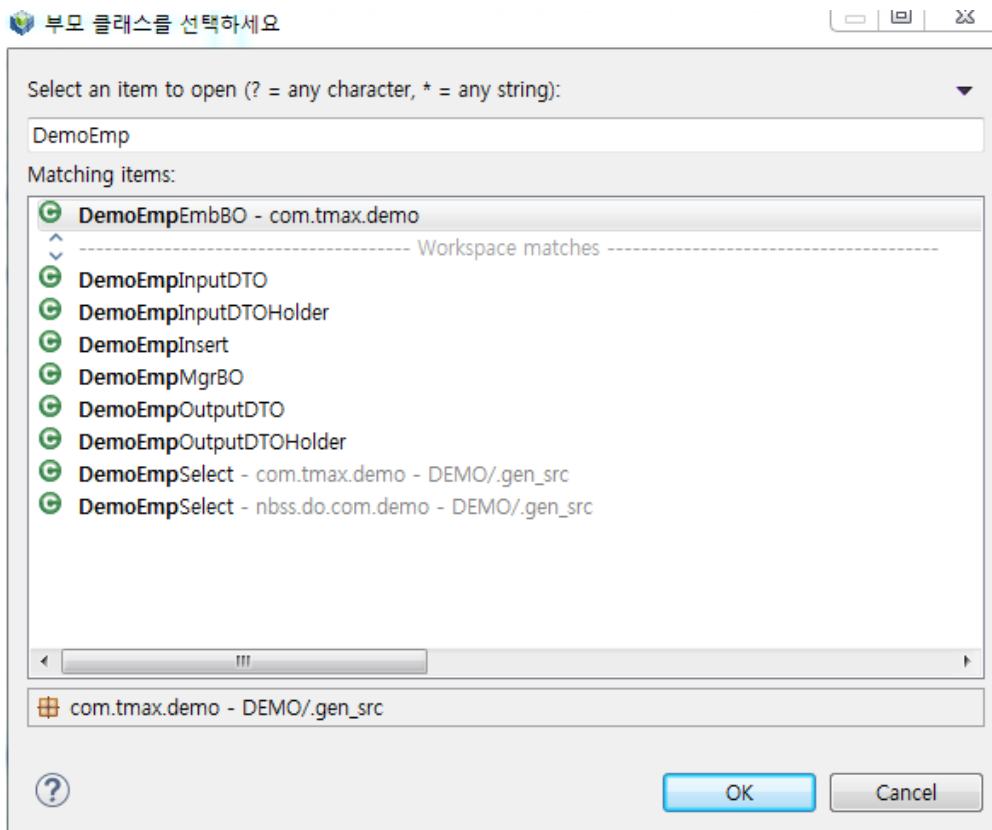 부모 클래스를 선택하세요
Select an item to open (? = any character, * = any string):
DemoEmp
Matching items:
DemoEmpEmbBO - com.tmax.demo
Workspace matches
DemoEmpInputDTO
DemoEmpInputDTOHolder
DemoEmpInsert
DemoEmpMgrBO
DemoEmpOutputDTO
DemoEmpOutputDTOHolder
DemoEmpSelect - com.tmax.demo - DEMO/.gen_src
DemoEmpSelect - nbss.do.com.demo - DEMO/.gen_src
com.tmax.demo - DEMO/.gen_src
OK Cancel